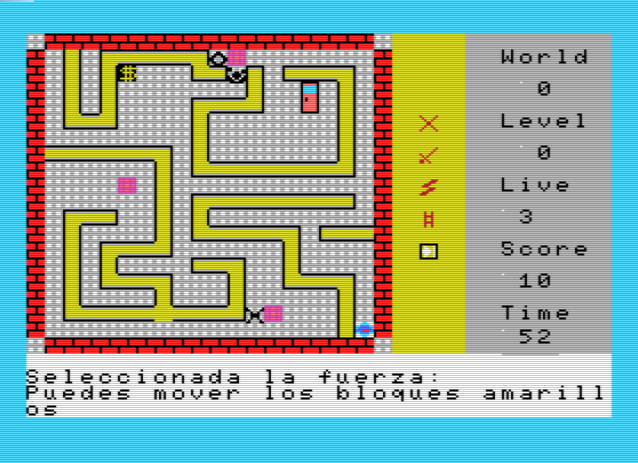 World
0
Level
0
Live
3
Score
10
Time
52
Seleccionada la fuerza:
Puedes mover los bloques amarill
os